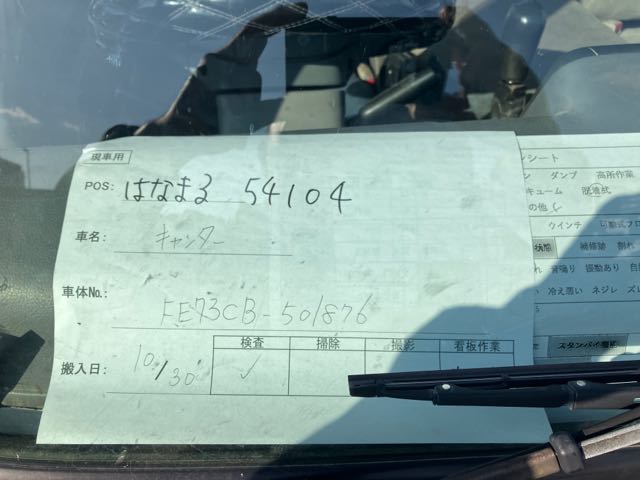 現車用
POS: はなまる 54104
車名: キャンター
車体No.: FE73CB-501876
検査 掃除 撮影 看板作業
搬入日: 10/30 ✓
シート
ダンプ 高所作業
キューム 脱着式
の他(
ウインチ
状態 補修跡 割れ
音鳴り 振動あり
冷え悪い ネジレ ズレ
スタンバイ